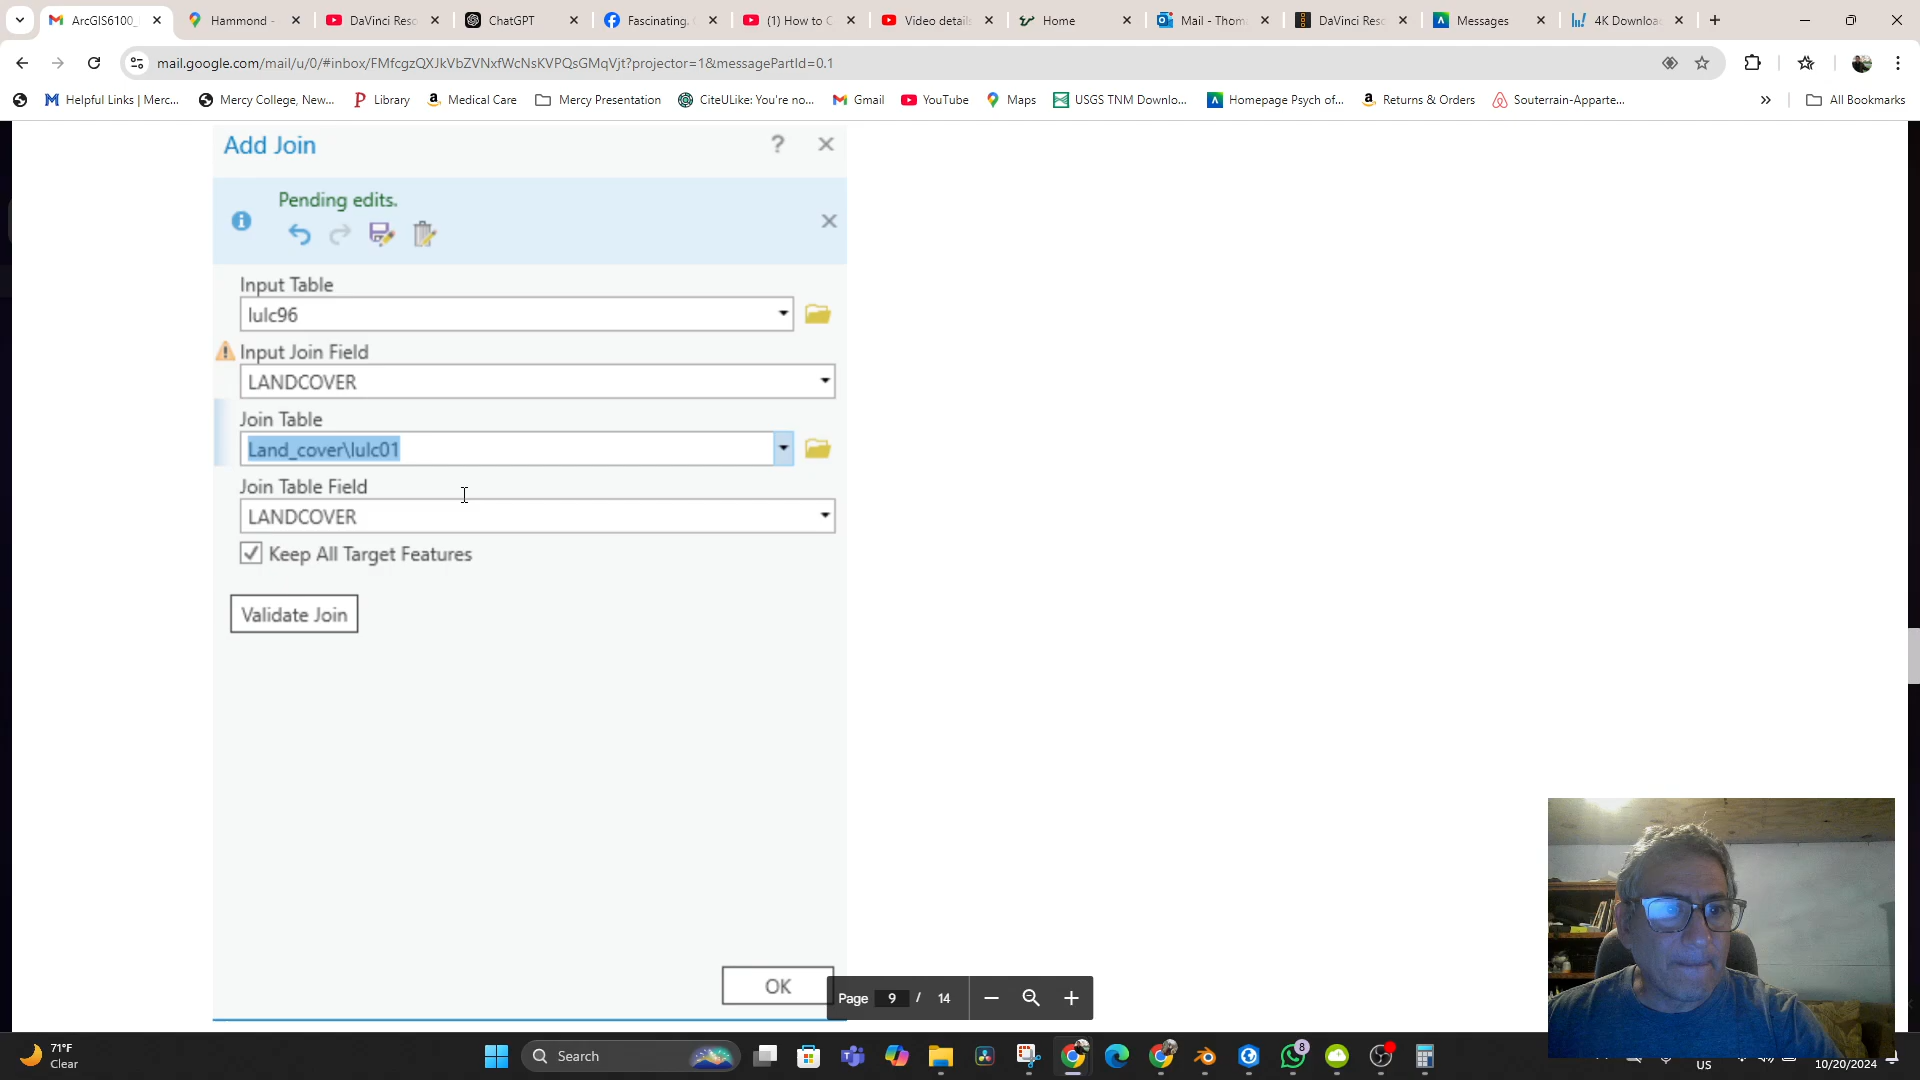 ArcGIS6100_
Hammond -
DaVinci Reso
ChatGPT
Fascinating.
(1) How to C
Video details
Home
Mail - Thom
DaVinci Reso
Messages
4K Downloa
mail.google.com/mail/u/0/#inbox/FMfcgzQXJkVbZVNxfWcNsKVPQsGMqVjt?projector=1&messagePartId=0.1
Helpful Links | Merc...
Mercy College, New...
Library
Medical Care
Mercy Presentation
CiteULike: You're no...
Gmail
YouTube
Maps
USGS TNM Downlo...
Homepage Psych of...
Returns & Orders
Souterrain-Apparte...
»
All Bookmarks
Add Join
?
Pending edits.
Input Table
lulc96
Input Join Field
LANDCOVER
Join Table
Land_cover\lulc01
Join Table Field
LANDCOVER
Keep All Target Features
Validate Join
OK
Page 9 / 14
71°F
Clear
Search
8
US
10/20/2024